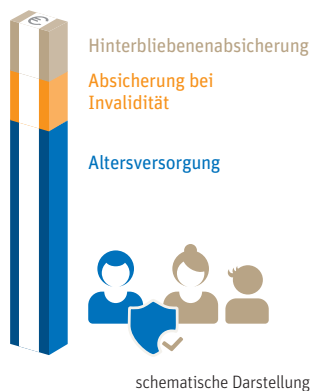 €
Hinterbliebenenabsicherung
Absicherung bei
Invalidität
Altersversorgung
schematische Darstellung